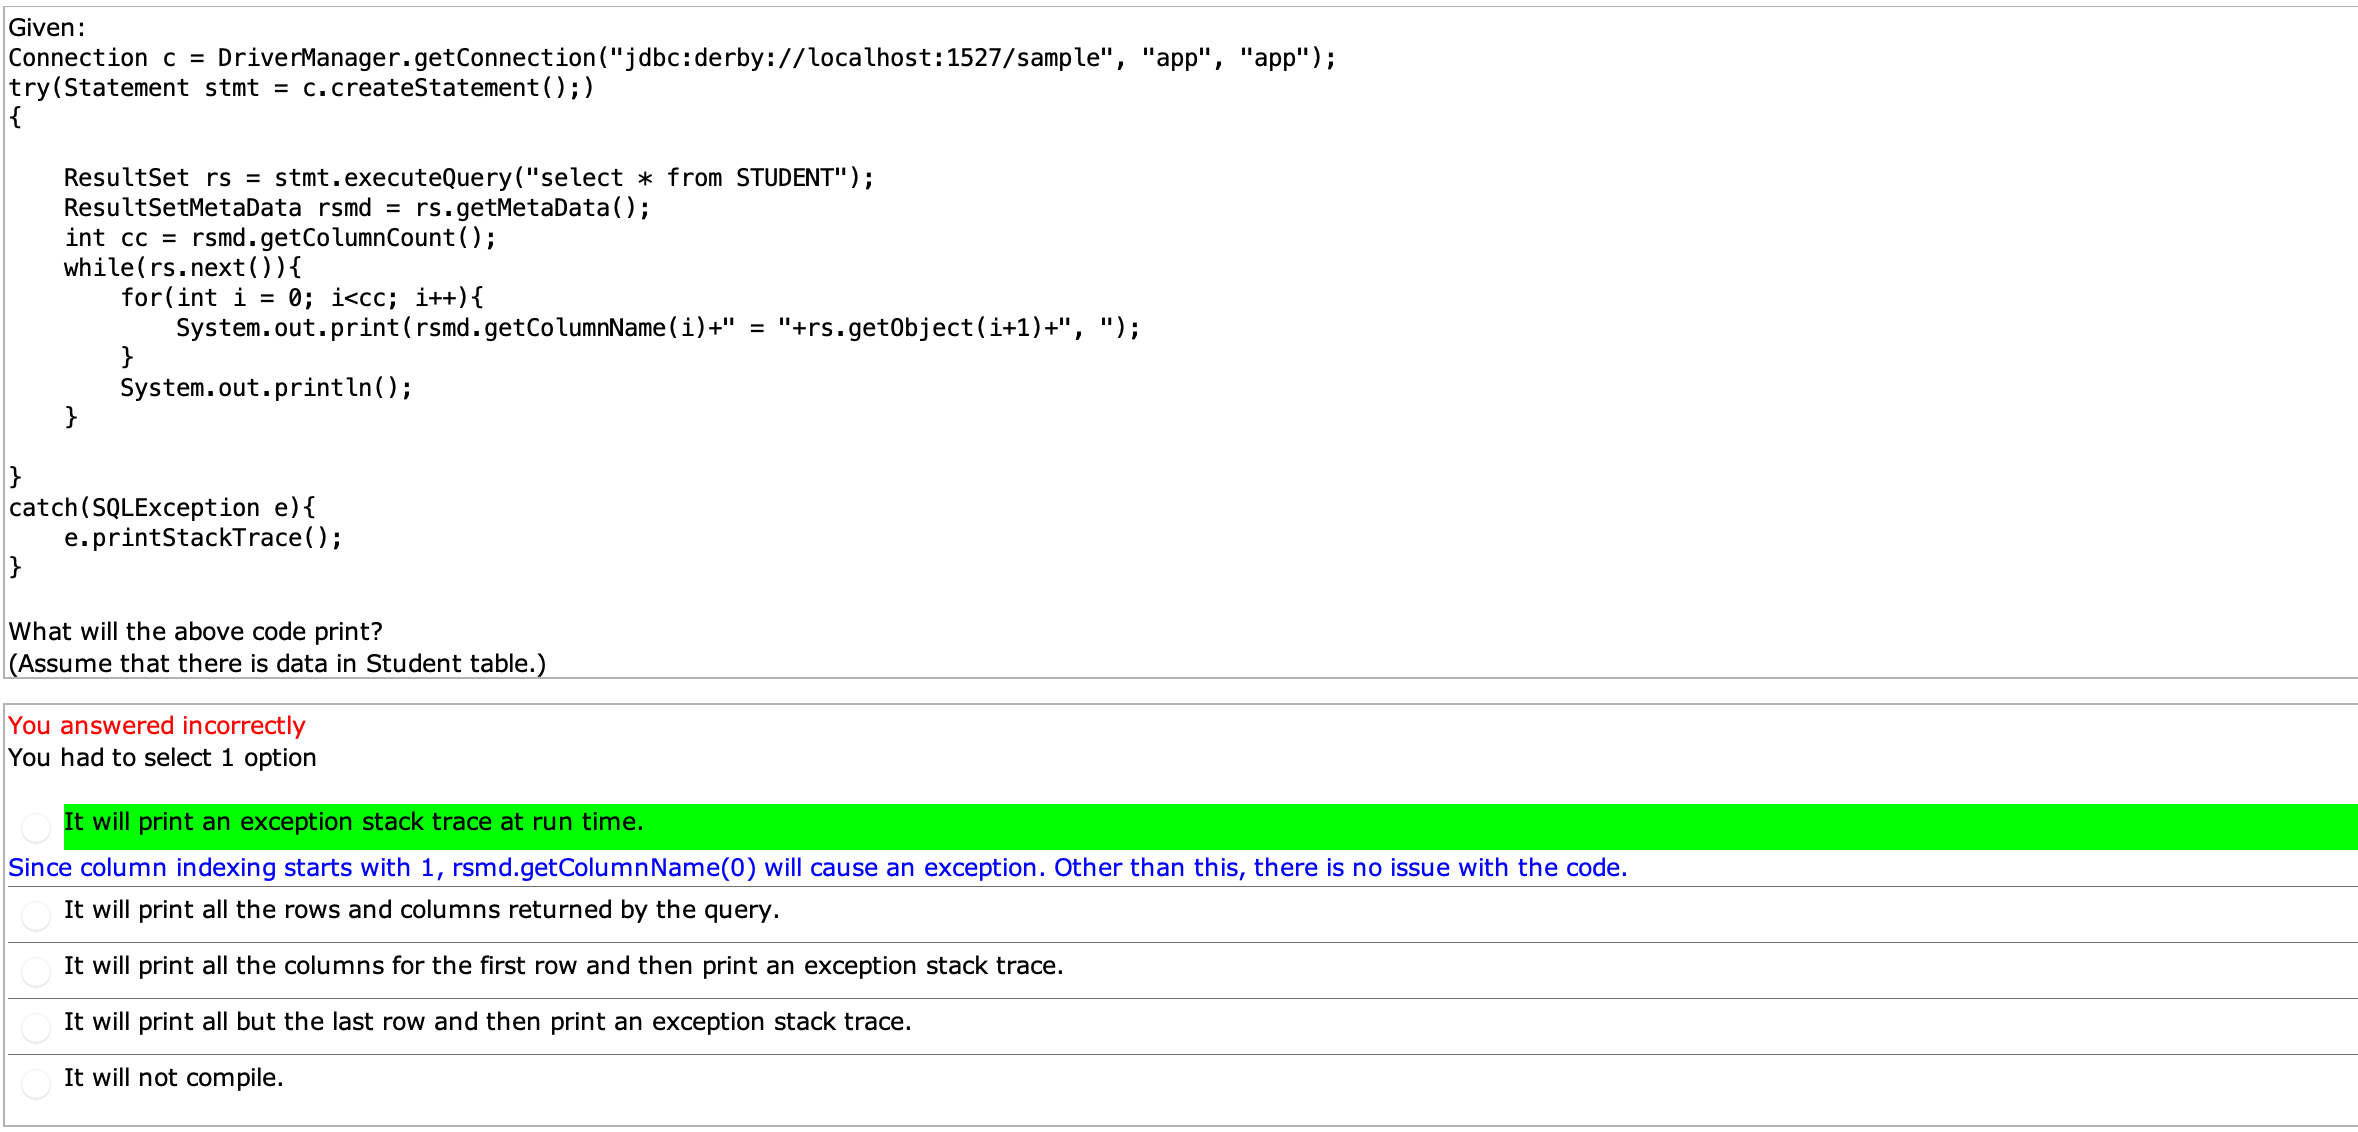 Given:
Connection c = DriverManager.getConnection("jdbc:derby://localhost:1527/sample", "app", "app");
try(Statement stmt = c.createStatement();)
{
    ResultSet rs = stmt.executeQuery("select * from STUDENT");
    ResultSetMetaData rsmd = rs.getMetaData();
    int cc = rsmd.getColumnCount();
    while(rs.next()){
        for(int i = 0; i<cc; i++){
            System.out.print(rsmd.getColumnName(i)+" = "+rs.getObject(i+1)+", ");
        }
        System.out.println();
    }
}
catch(SQLException e){
    e.printStackTrace();
}
What will the above code print?
(Assume that there is data in Student table.)
You answered incorrectly
You had to select 1 option
It will print an exception stack trace at run time.
Since column indexing starts with 1, rsmd.getColumnName(0) will cause an exception. Other than this, there is no issue with the code.
It will print all the rows and columns returned by the query.
It will print all the columns for the first row and then print an exception stack trace.
It will print all but the last row and then print an exception stack trace.
It will not compile.